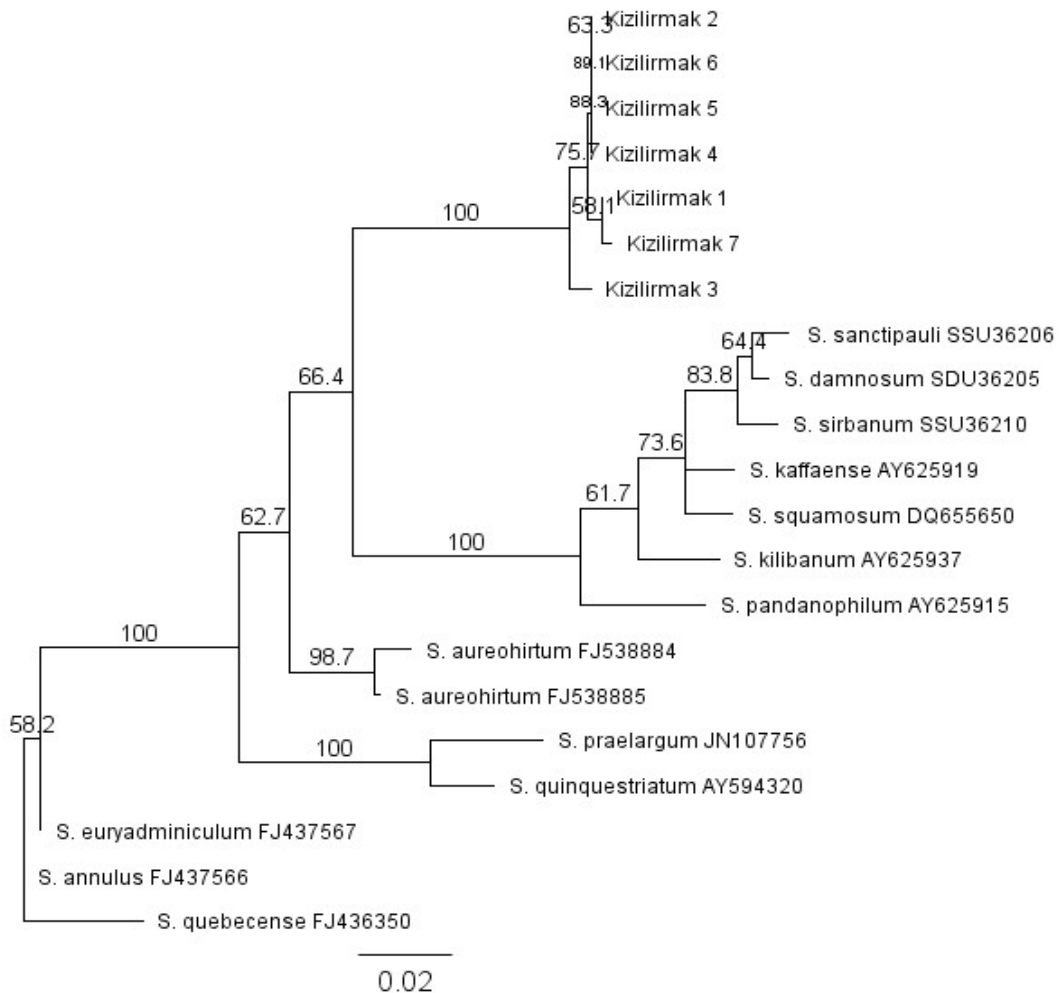 63.3 Kizilirmak 2
89.1 Kizilirmak 6
88.3 Kizilirmak 5
75.7 Kizilirmak 4
58.1 Kizilirmak 1
100
Kizilirmak 7
Kizilirmak 3
64.4 S. sanctipauli SSU36206
83.8 S. damnosum SDU36205
66.4
S. sirbanum SSU36210
73.6
S. kaffaense AY625919
61.7
S. squamosum DQ655650
62.7
100
S. kilibanum AY625937
S. pandanophilum AY625915
100
98.7 S. aureohirtum FJ538884
S. aureohirtum FJ538885
58.2
100 S. praelargum JN107756
S. quinquestriatum AY594320
S. euryadminiculum FJ437567
S. annulus FJ437566
S. quebecense FJ436350
0.02